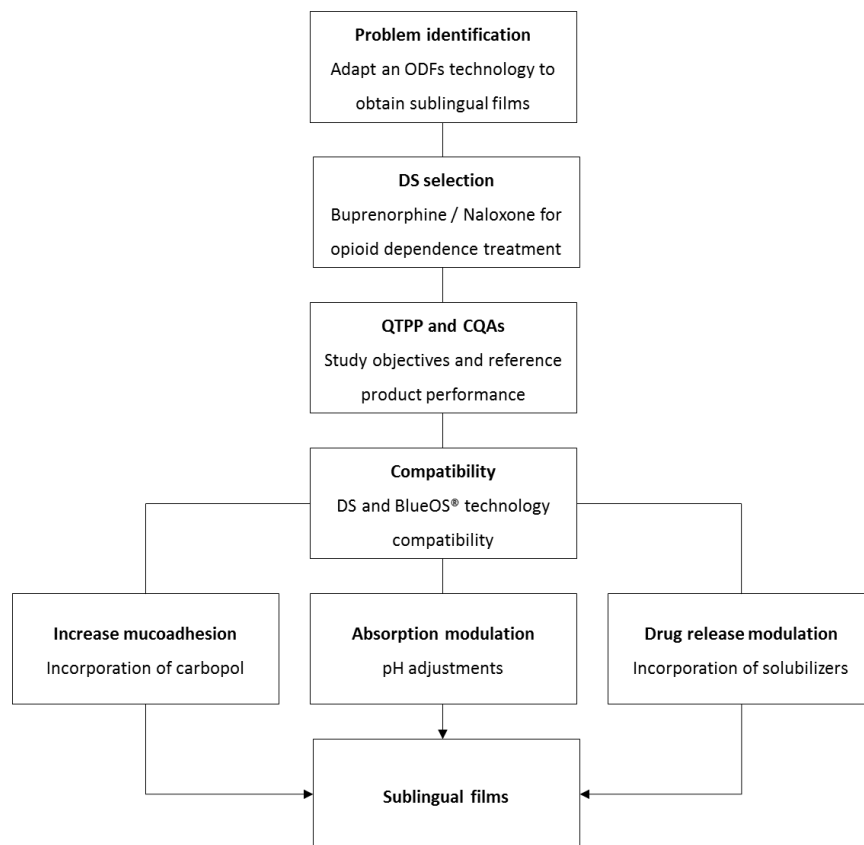 Problem identification
Adapt an ODFs technology to
obtain sublingual films
DS selection
Buprenorphine / Naloxone for
opioid dependence treatment
QTPP and CQAs
Study objectives and reference
product performance
Compatibility
DS and BlueOS® technology
compatibility
Increase mucoadhesion
Incorporation of carbopol
Absorption modulation
pH adjustments
Drug release modulation
Incorporation of solubilizers
Sublingual films